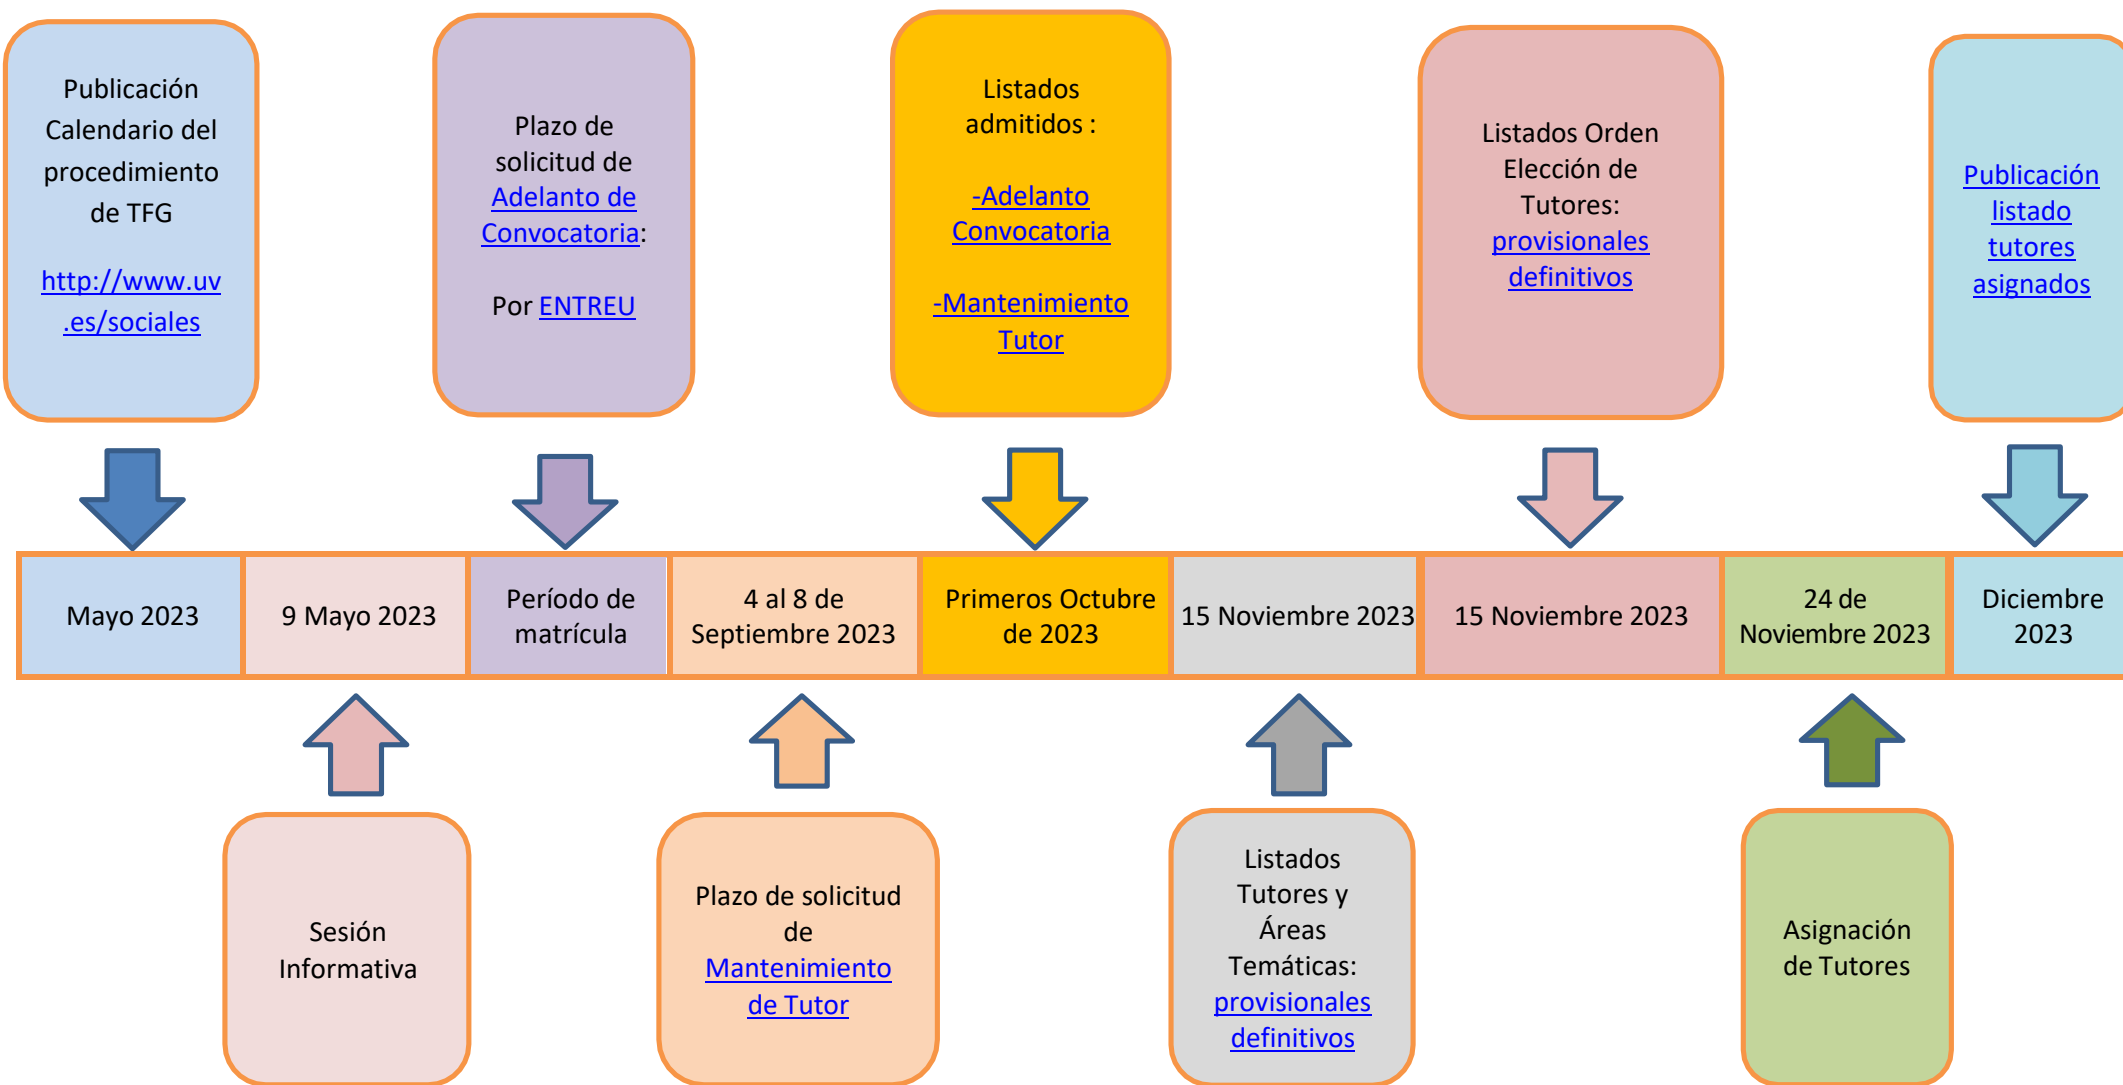 Publicación
Calendario del
procedimiento
de TFG
http://www.uv
.es/sociales
Plazo de
solicitud de
Adelanto de
Convocatoria:
Por ENTREU
Listados
admitidos :
-Adelanto
Convocatoria
-Mantenimiento
Tutor
Listados Orden
Elección de
Tutores:
provisionales
definitivos
Publicación
listado
tutores
asignados
Mayo 2023
9 Mayo 2023
Período de
matrícula
4 al 8 de
Septiembre 2023
Primeros Octubre
de 2023
15 Noviembre 2023
15 Noviembre 2023
24 de
Noviembre 2023
Diciembre
2023
Sesión
Informativa
Plazo de solicitud
de
Mantenimiento
de Tutor
Listados
Tutores y
Áreas
Temáticas:
provisionales
definitivos
Asignación
de Tutores